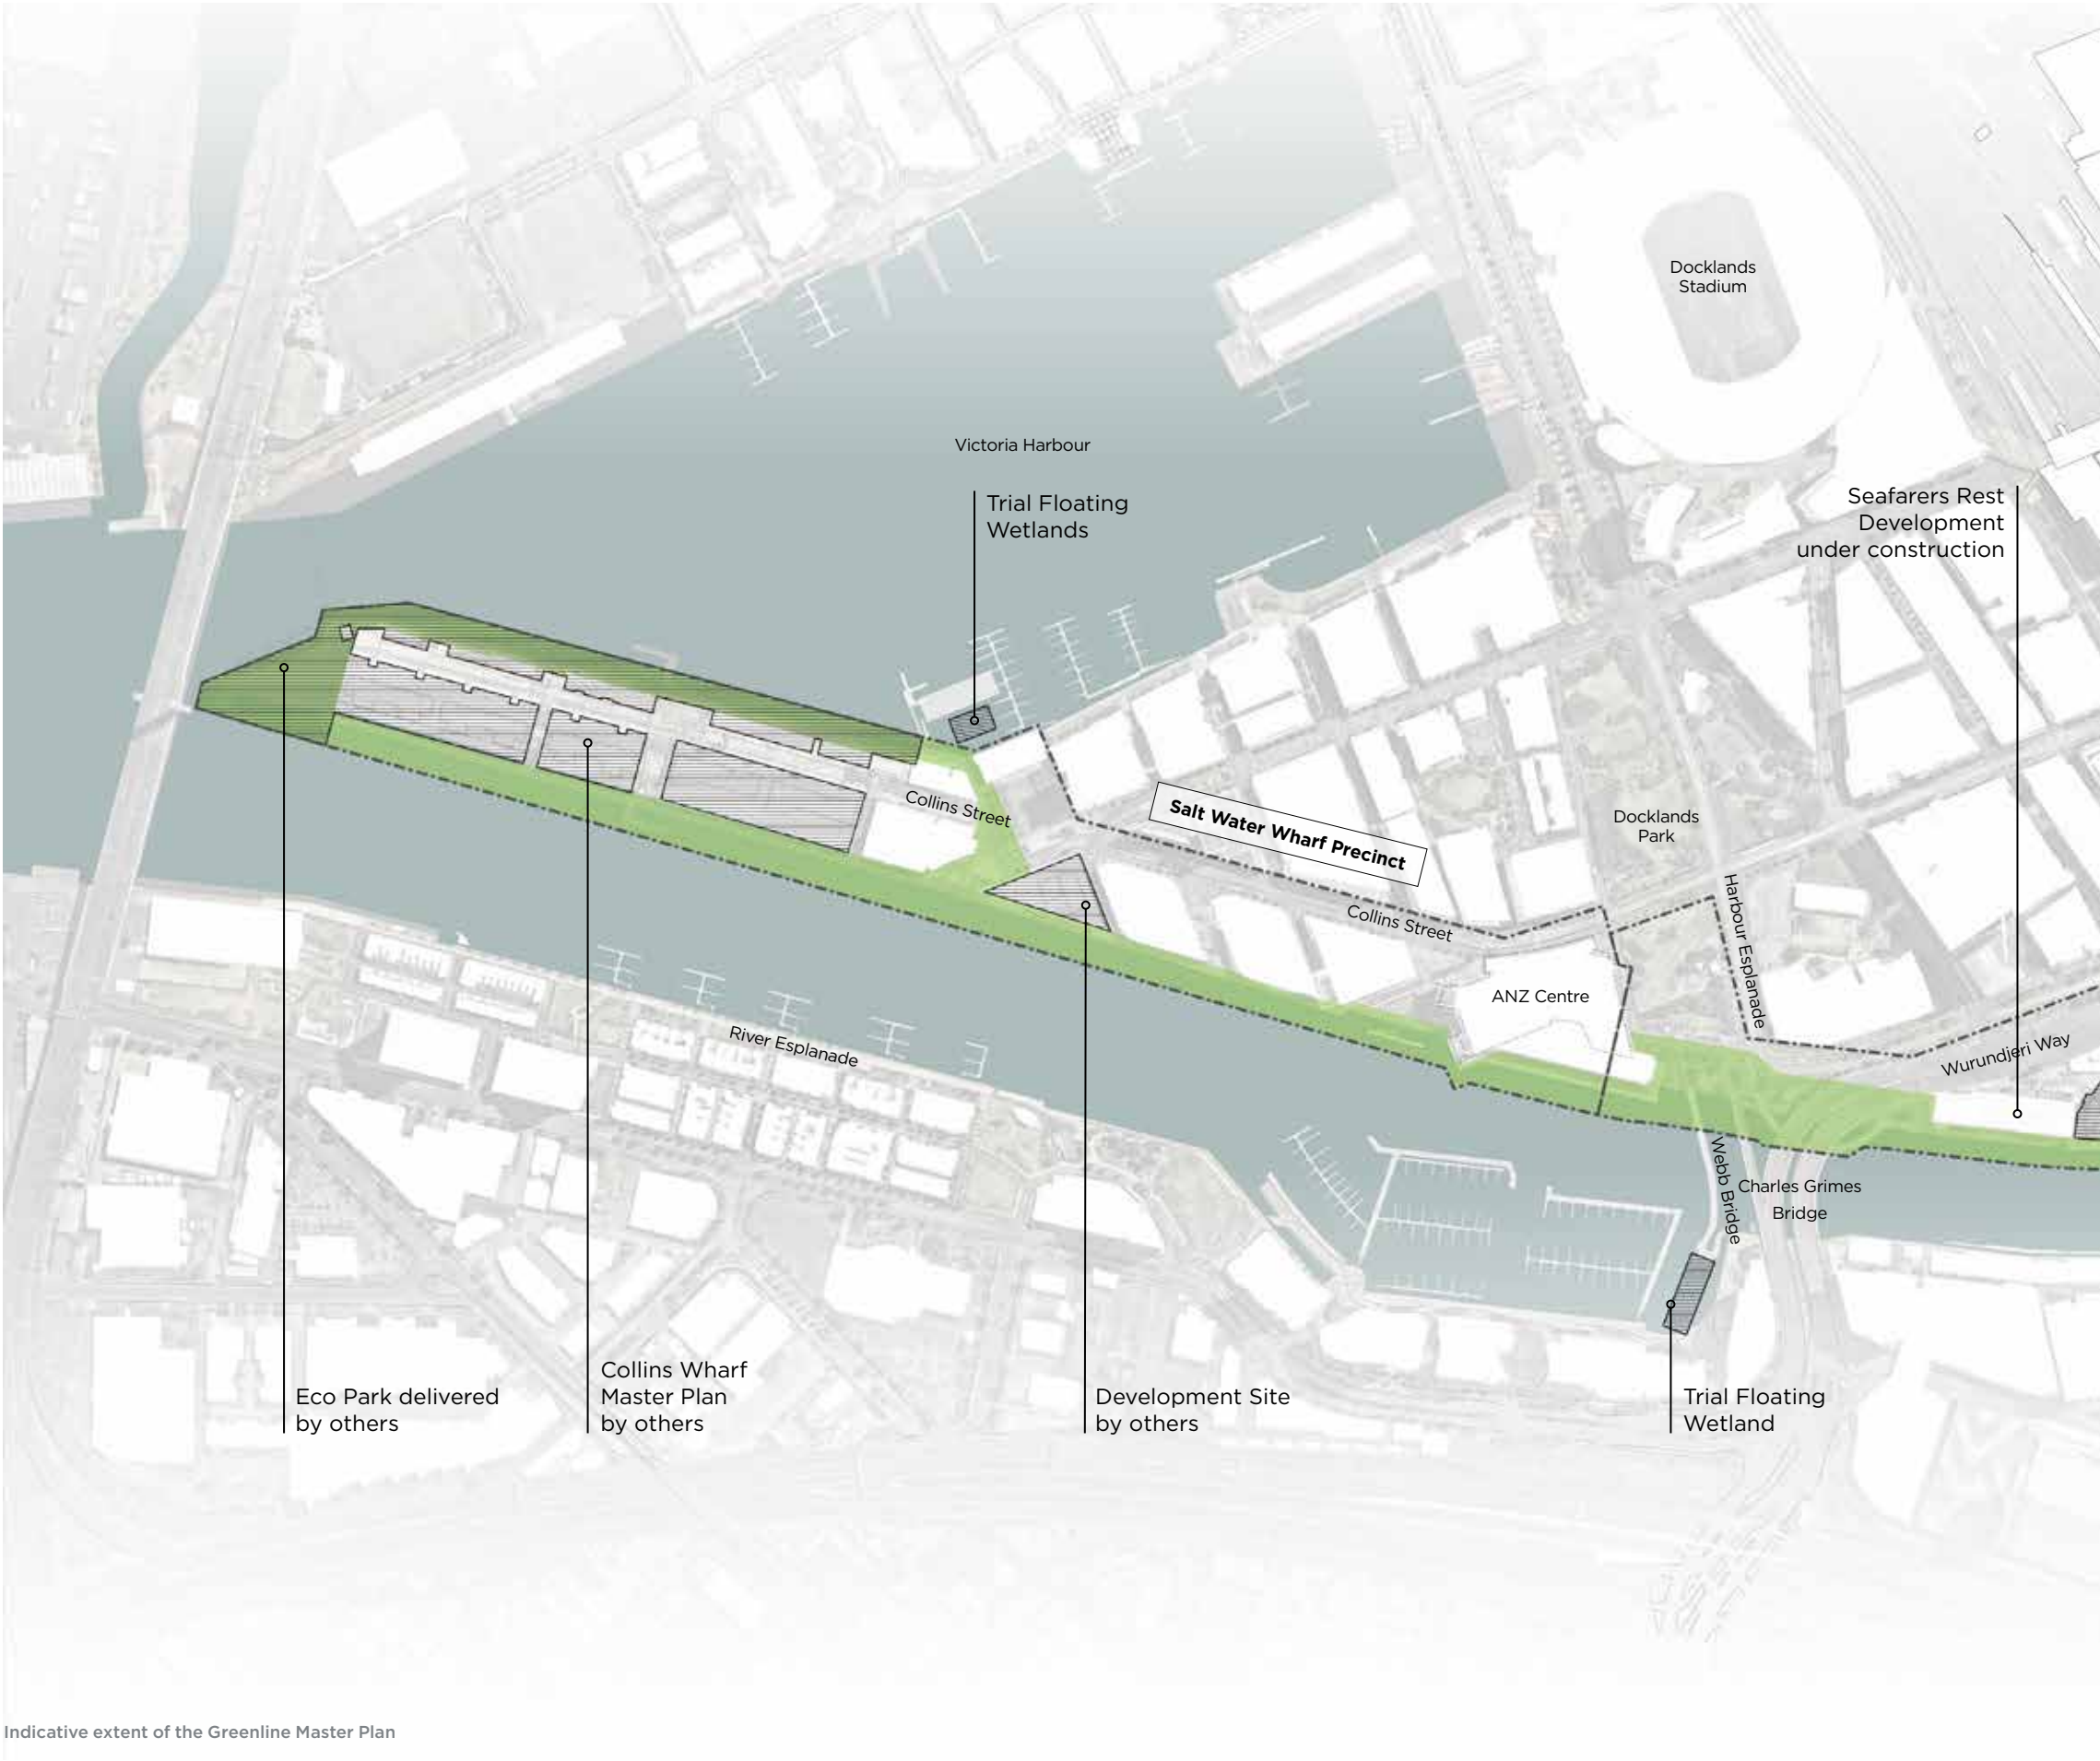 Docklands
Stadium
Victoria Harbour
Trial Floating
Wetlands
Seafarers Rest
Development
under construction
Collins Street
Salt Water Wharf Precinct
Docklands
Park
Harbour Esplanade
Collins Street
ANZ Centre
River Esplanade
Wurundjeri Way
Webb Bridge
Charles Grimes
Bridge
Eco Park delivered
by others
Collins Wharf
Master Plan
by others
Development Site
by others
Trial Floating
Wetland
Indicative extent of the Greenline Master Plan